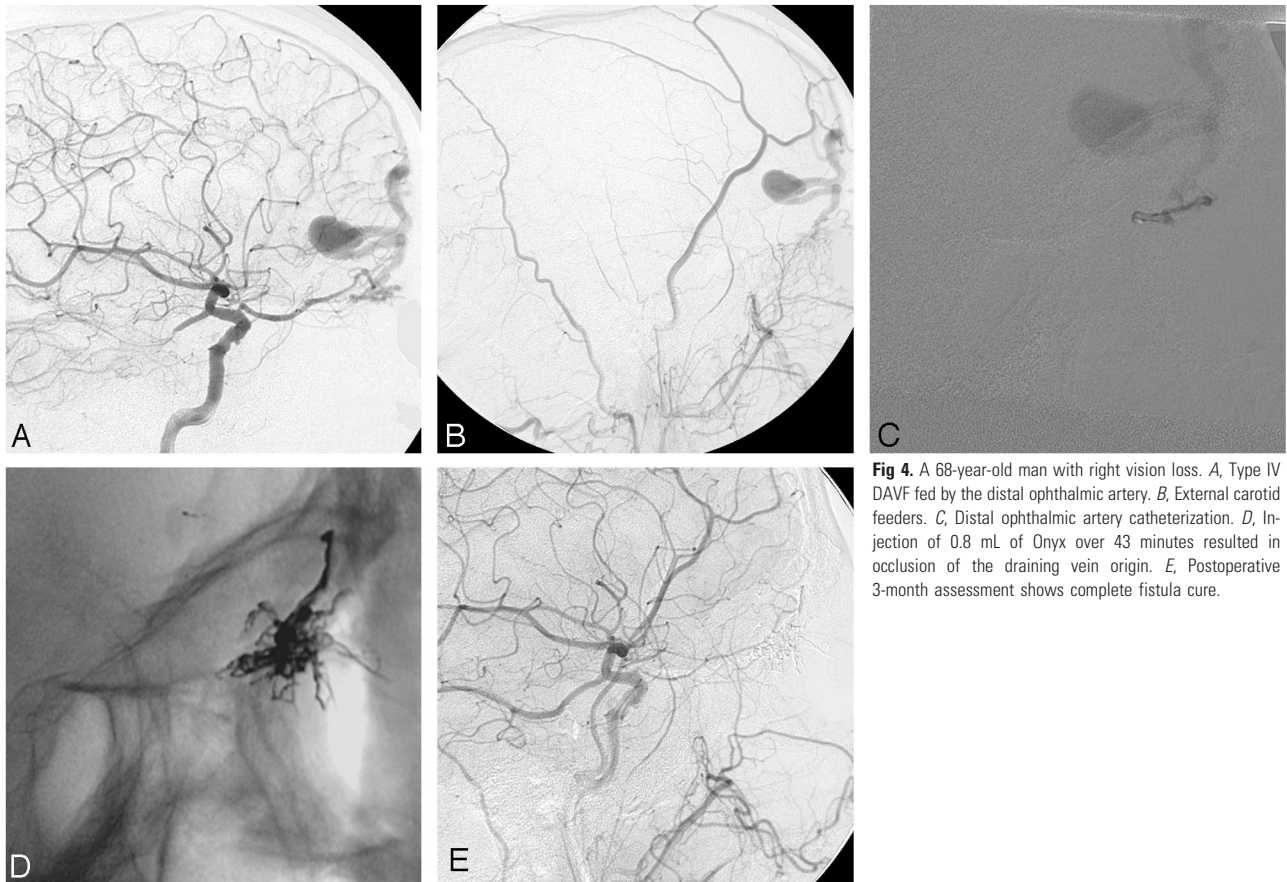 A
B
C
Fig 4. A 68-year-old man with right vision loss. A, Type IV
DAVF fed by the distal ophthalmic artery. B, External carotid
feeders. C, Distal ophthalmic artery catheterization. D, In-
jection of 0.8 mL of Onyx over 43 minutes resulted in
occlusion of the draining vein origin. E, Postoperative
3-month assessment shows complete fistula cure.
D
E